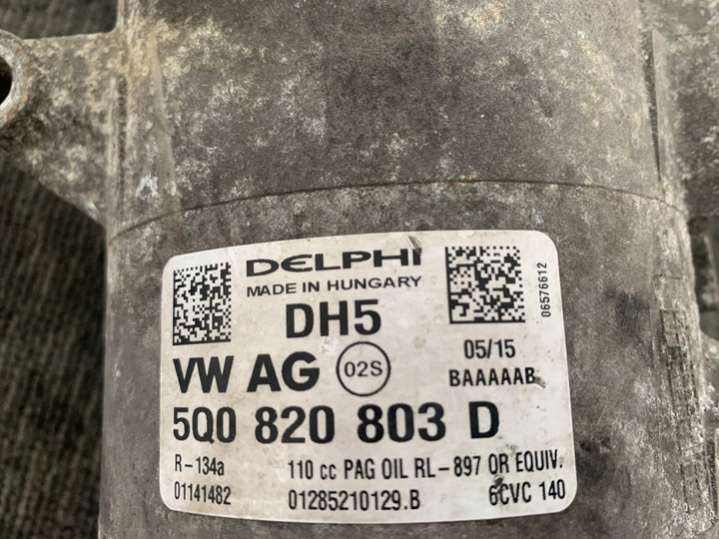 DELPHI
MADE IN HUNGARY
DH5
06576612
VW AG 02S
05/15
BAAAAAB
5Q0 820 803 D
R-134a 110 cc PAG OIL RL-897 OR EQUIV.
01141482 01285210129.B 6CVC 140